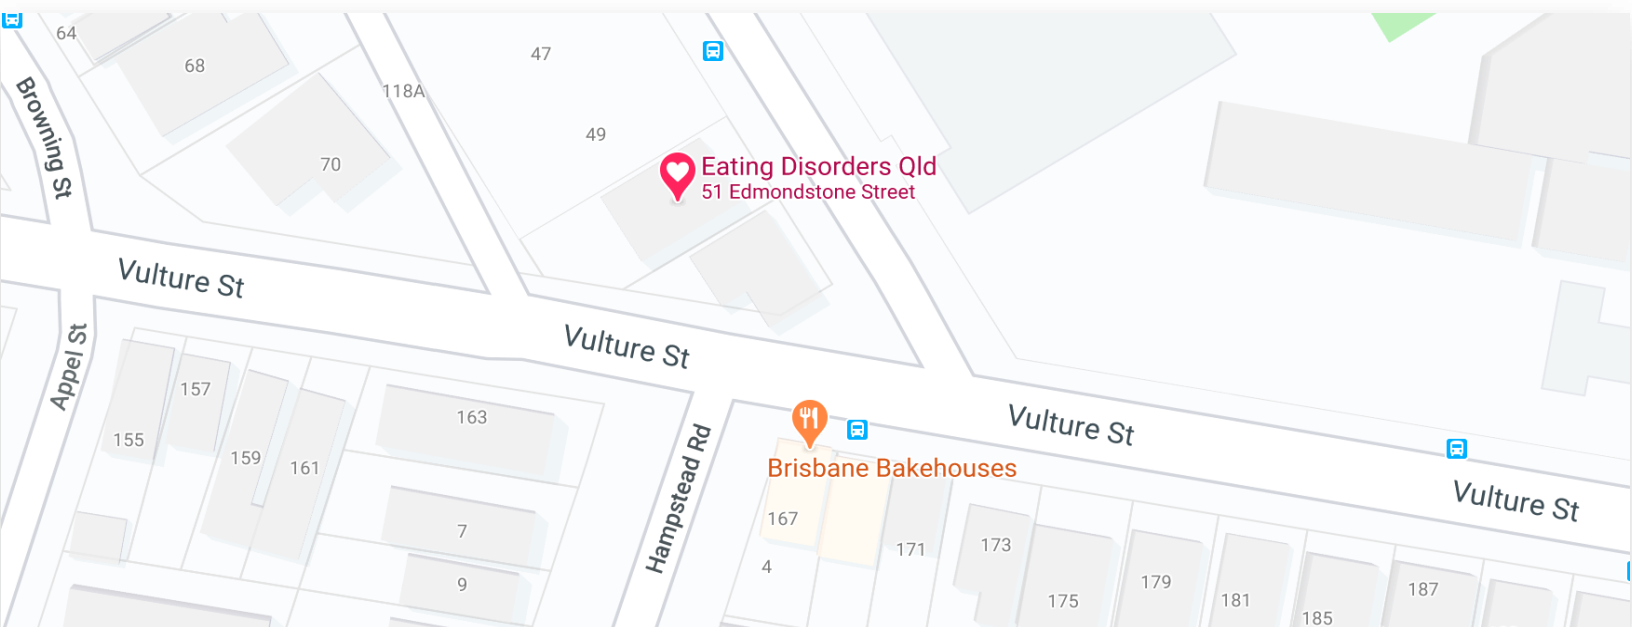 64
68
47
118A
49
Browning St
70
Eating Disorders Qld
51 Edmondstone Street
Vulture St
Vulture St
Appel St
157
155
159
161
163
Hampstead Rd
Vulture St
Brisbane Bakehouses
Vulture St
7
9
167
4
171
173
175
179
181
185
187